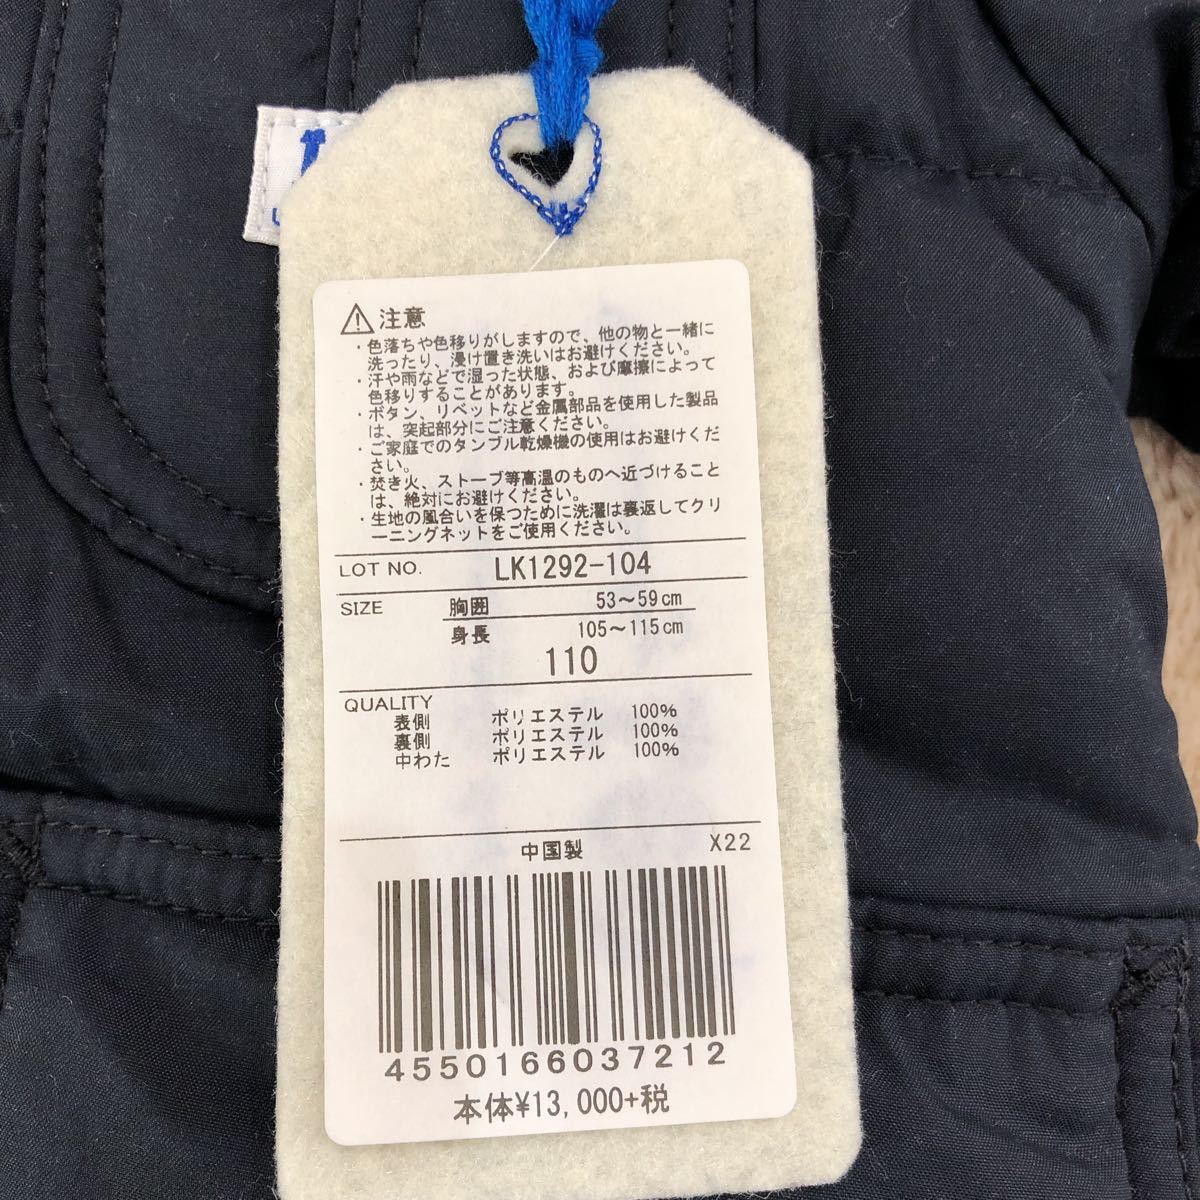 注意
・色落ちや色移りがしますので、他の物と一緒に
洗ったり、浸け置き洗いはお避けください。
・汗や雨などで湿った状態、および摩擦によって
色移りすることがあります。
・ボタン、リベットなど金属部品を使用した製品
は、突起部分にご注意ください。
・ご家庭でのタンブル乾燥機の使用はお避けくだ
さい。
・焚き火、ストーブ等高温のものへ近づけること
は、絶対にお避けください。
・生地の風合いを保つために洗濯は裏返してクリ
ーニングネットをご使用ください。
LOT NO. LK1292-104
SIZE 胸囲 53～59cm
身長 105～115cm
110
QUALITY
表側 ポリエステル 100%
裏側 ポリエステル 100%
中わた ポリエステル 100%
中国製 X22
4550166037212
本体¥13,000+税